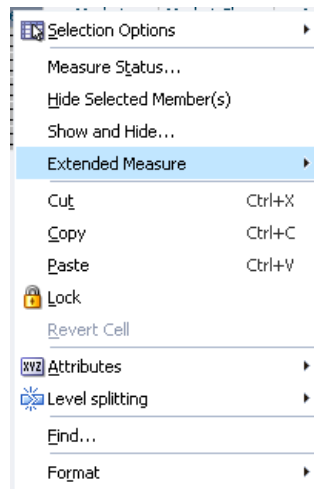 Selection Options
Measure Status...
Hide Selected Member(s)
Show and Hide...
Extended Measure
Cut Ctrl+X
Copy Ctrl+C
Paste Ctrl+V
Lock
Revert Cell
XYZ Attributes
Level splitting
Find...
Format